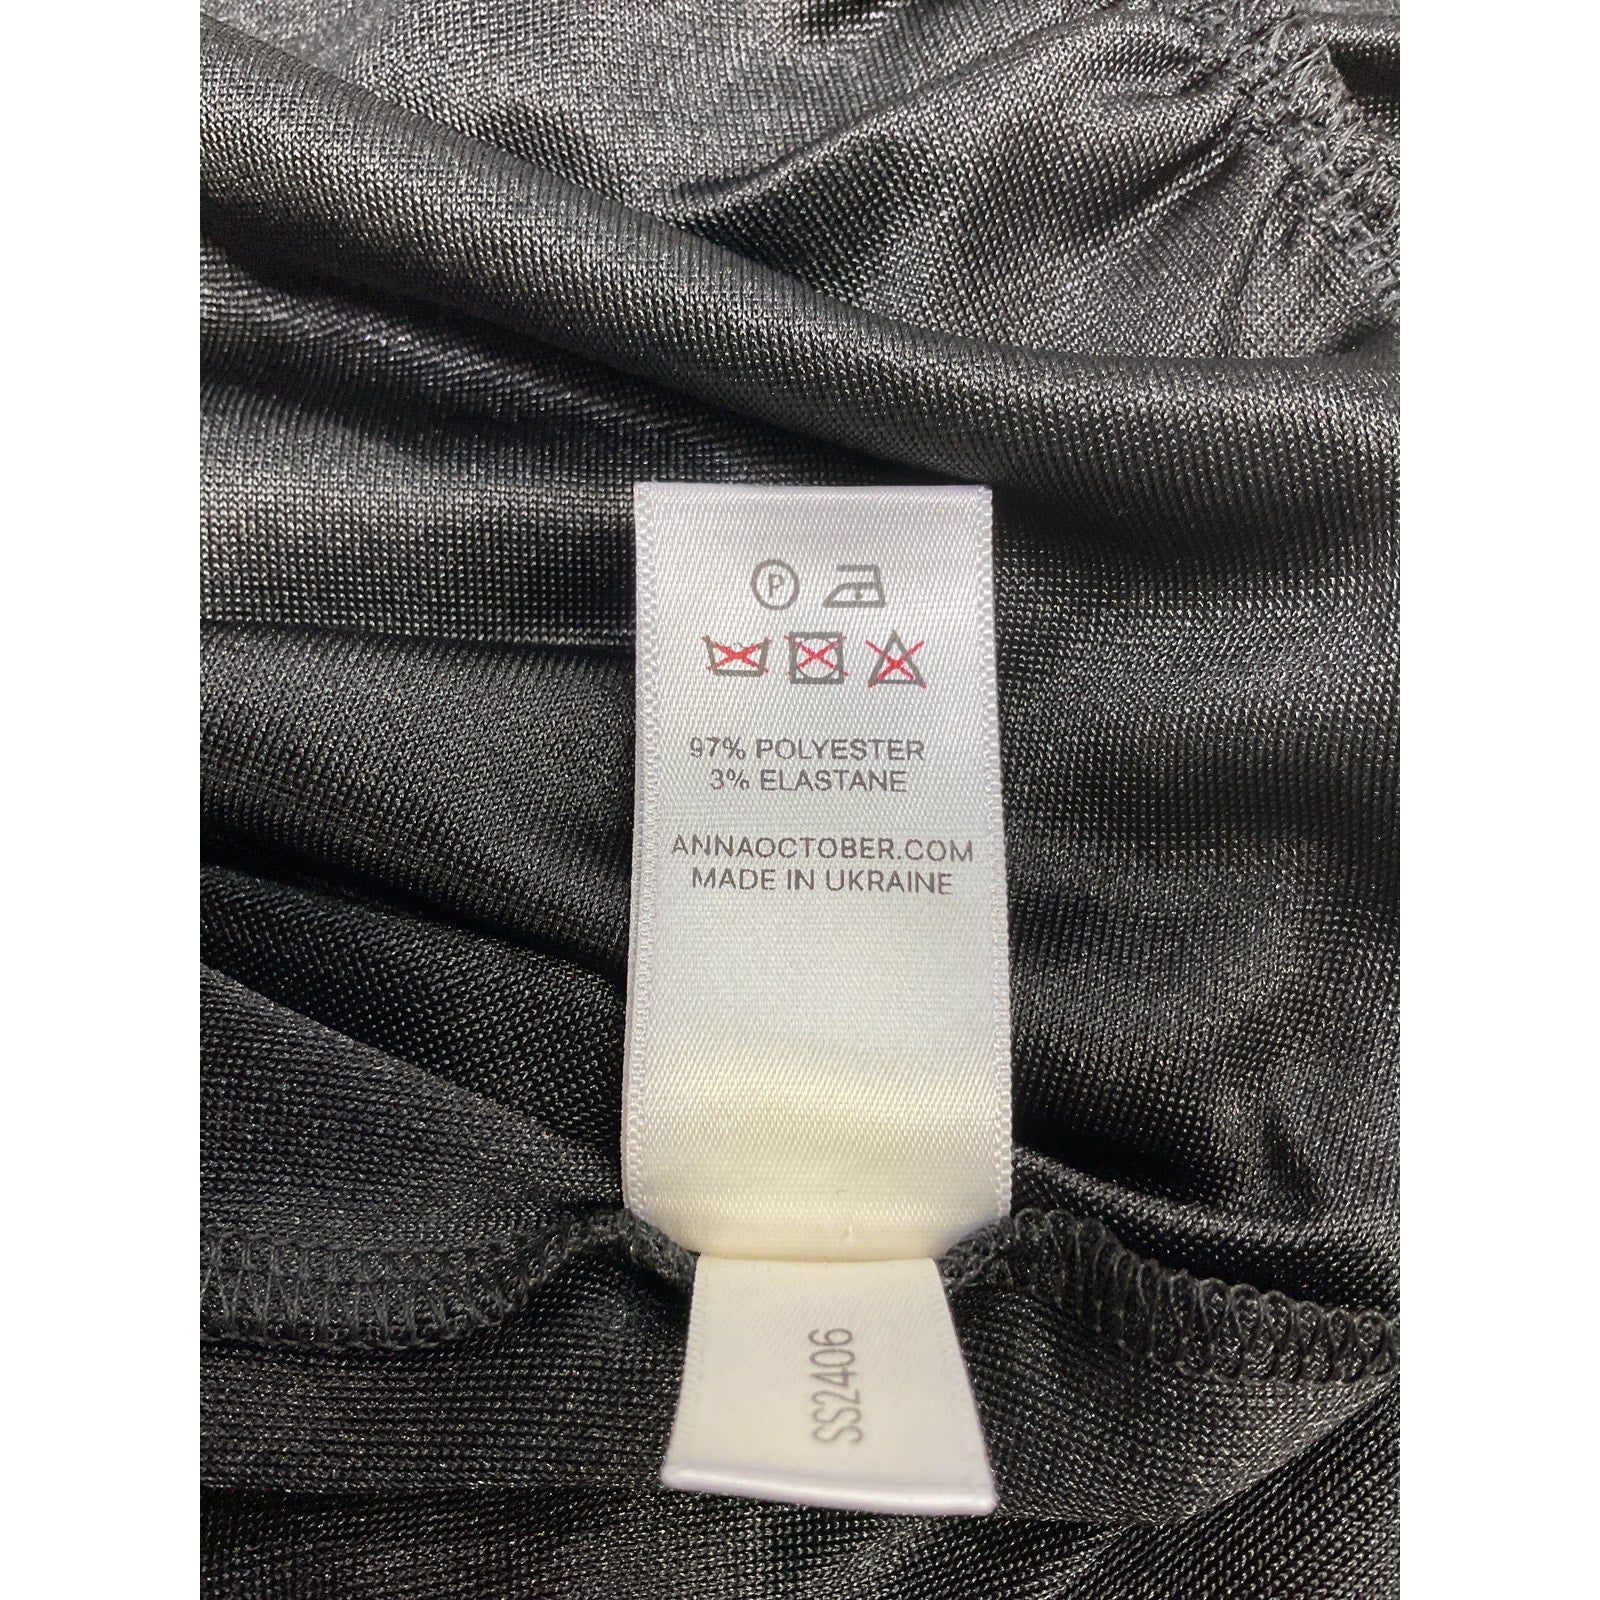 P
97% POLYESTER
3% ELASTANE
ANNAOCTOBER.COM
MADE IN UKRAINE
SS2406